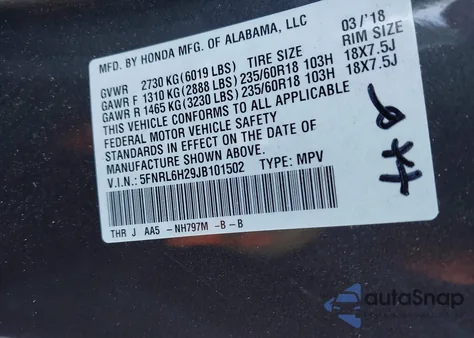 MFD. BY HONDA MFG. OF ALABAMA, LLC 03/'18
GVWR 2730 KG(6019 LBS) TIRE SIZE RIM SIZE
GAWR F 1310 KG(2888 LBS) 235/60R18 103H 18X7.5J
GAWR R 1465 KG(3230 LBS) 235/60R18 103H 18X7.5J
THIS VEHICLE CONFORMS TO ALL APPLICABLE
FEDERAL MOTOR VEHICLE SAFETY
STANDARDS IN EFFECT ON THE DATE OF
MANUFACTURE SHOWN ABOVE.
V.I.N.: 5FNRL6H29JB101502 TYPE: MPV
THR J AA5 -NH797M -B -B
autoSnap